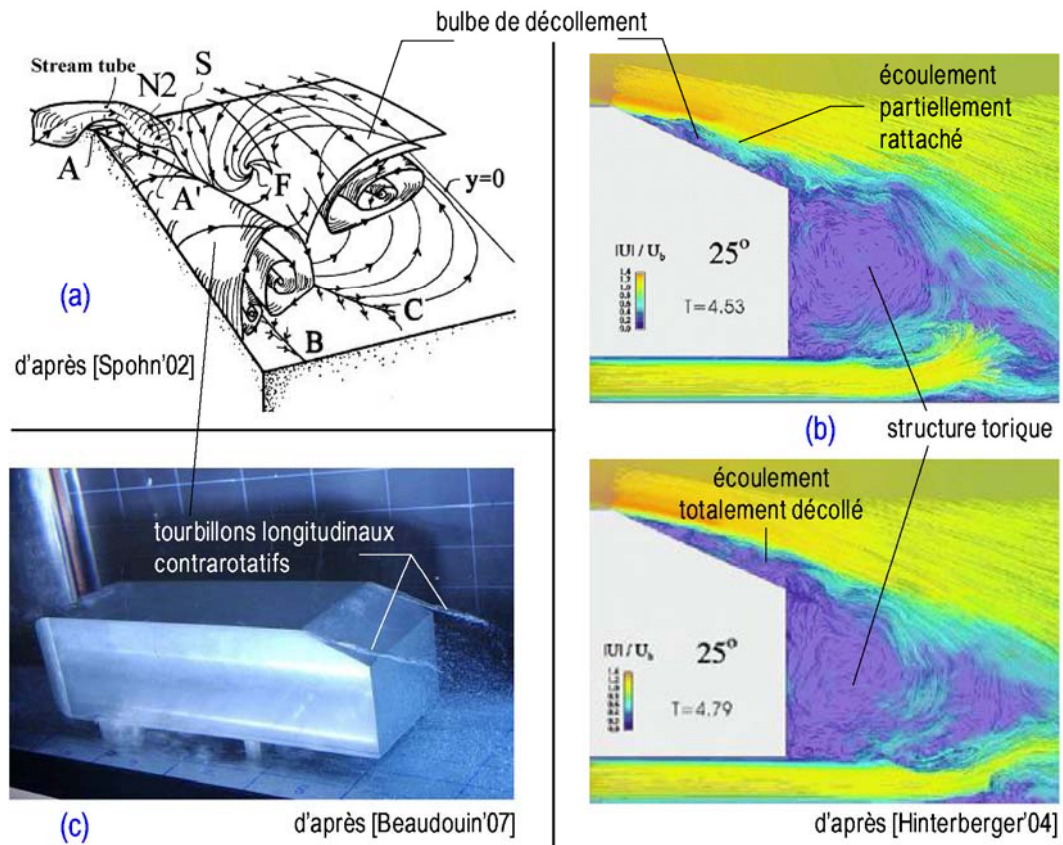 bulbe de décollement
Stream tube
N2
S
A
A'
F
y=0
C
B
(a)
d'après [Spohn'02]
écoulement
partiellement
rattaché
|U| / U_b
25°
T=4.53
(b)
structure torique
tourbillons longitudinaux
contrarotatifs
(c)
d'après [Beaudouin'07]
écoulement
totalement décollé
|U| / U_b
25°
T=4.79
d'après [Hinterberger'04]